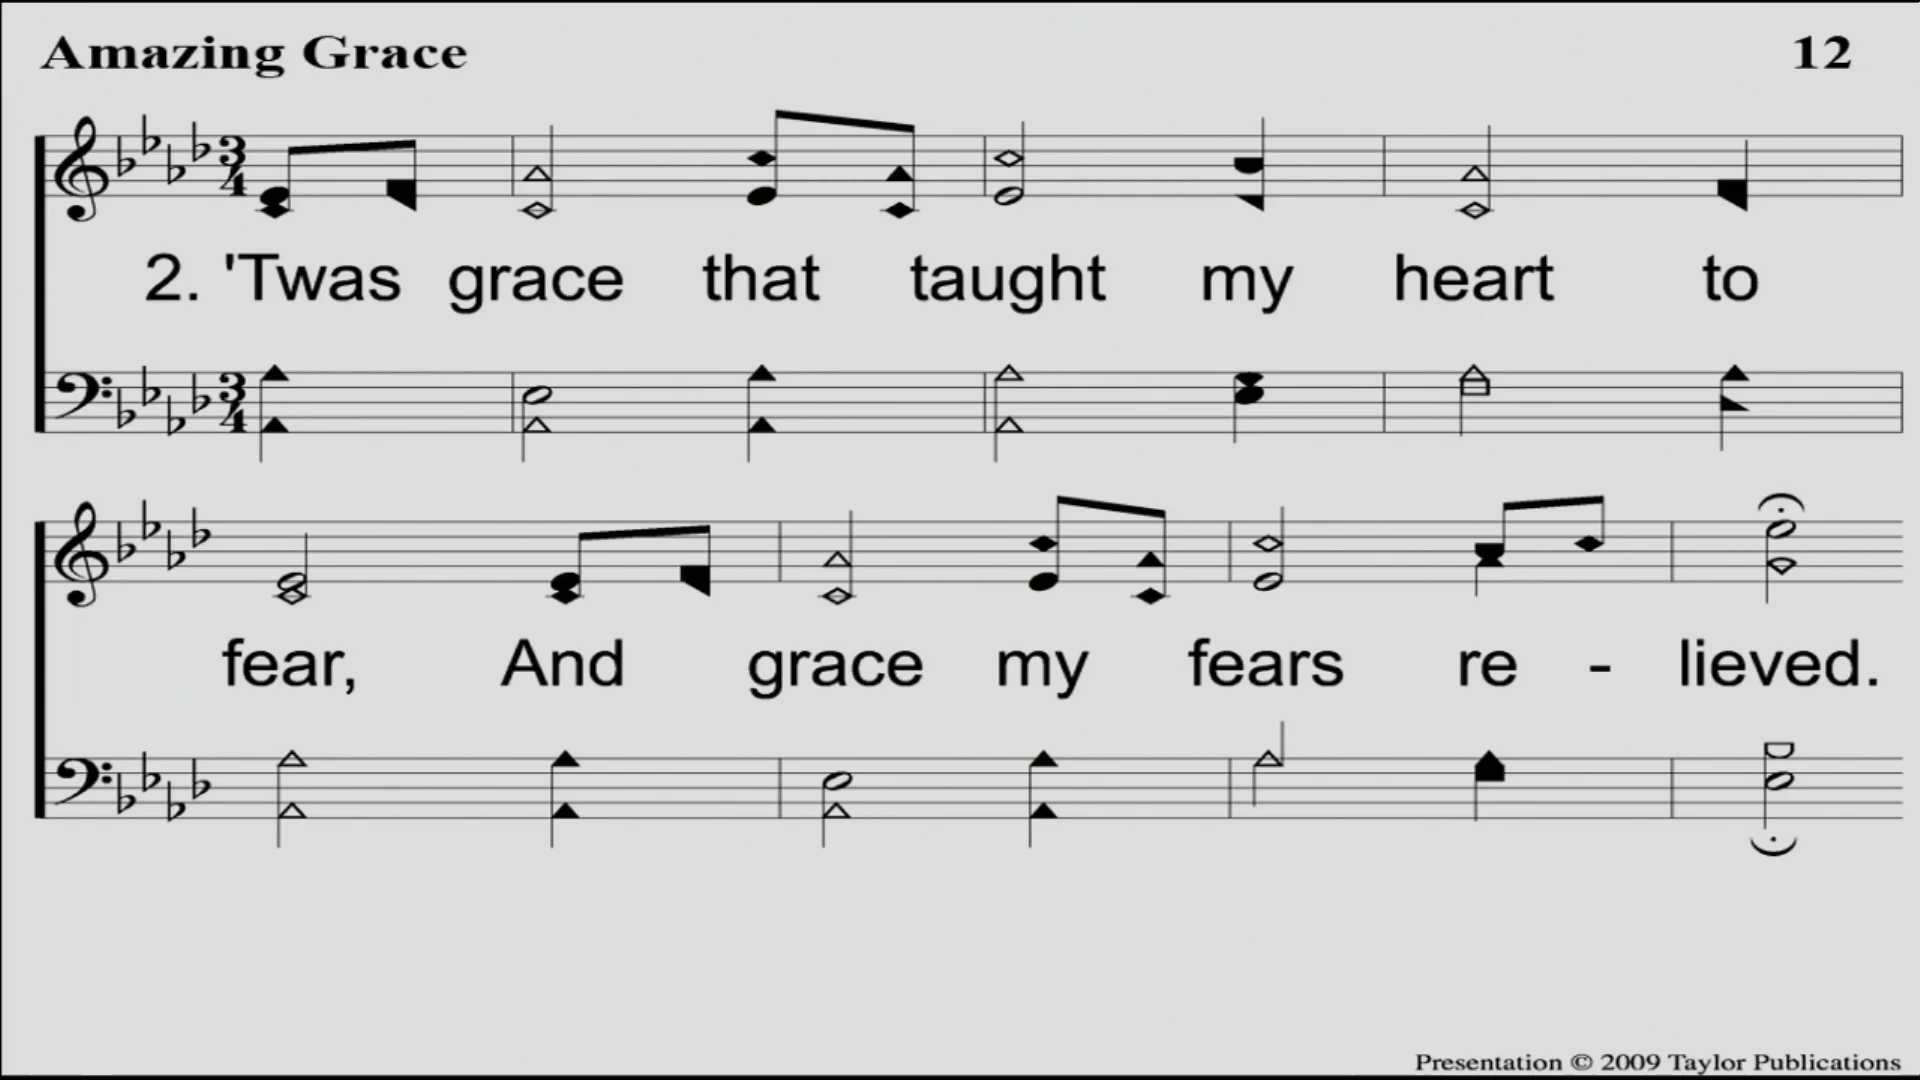 Amazing Grace 12
2. 'Twas grace that taught my heart to
fear, And grace my fears re - lieved.
Presentation © 2009 Taylor Publications